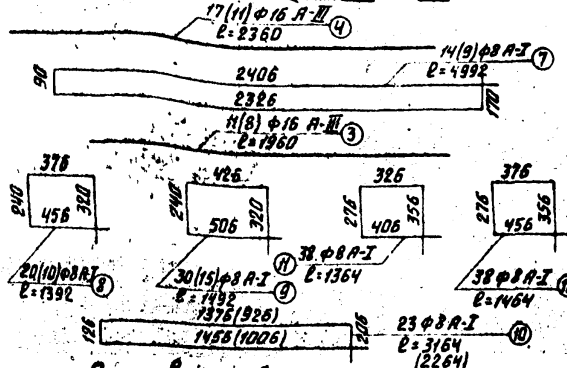 17(11) ф16 А-III ④
ℓ=2360
14(9) ф8 А-I ⑦
ℓ=4992
90
2406
2326
170
11(8) ф16 А-III ③
ℓ=1960
376
240
320
456
426
240
320
506
326
276
356
406
376
276
356
456
20(10) ф8 А-I ⑧
ℓ=1392
30(15) ф8 А-I ⑨
ℓ=1492
⑪ 38 ф8 А-I
ℓ=1364
38 ф8 А-I
ℓ=1464
1376(926)
126
1456(1006)
206
23 ф8 А-I ⑩
ℓ=3164
(2264)